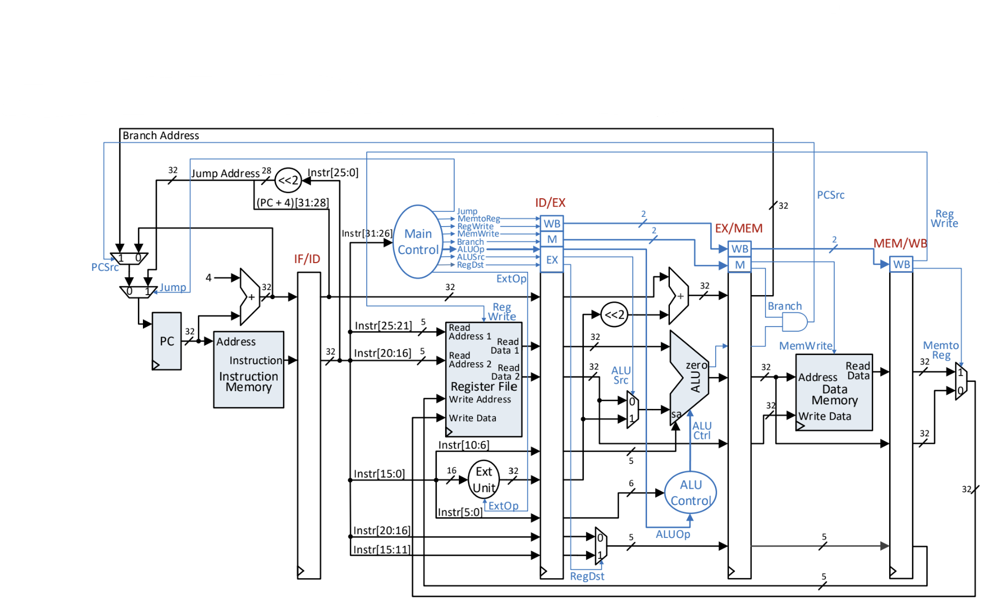 Branch Address
32
Jump Address
28
<<2
Instr[25:0]
(PC + 4)[31:28]
PCSrc
1
0
0
1
Jump
4
+
32
PC
32
Address
Instruction
Instruction
Memory
IF/ID
32
Instr[31:26]
Main
Control
Jump
MemtoReg
RegWrite
MemWrite
Branch
ALUOp
ALUSrc
RegDst
ExtOp
32
Reg
Write
Instr[25:21]
5
Instr[20:16]
5
Read
Address 1
Read
Data 1
Read
Address 2
Read
Data 2
Register File
Write Address
Write Data
Instr[10:6]
Instr[15:0]
16
Ext
Unit
32
ExtOp
Instr[5:0]
Instr[20:16]
Instr[15:11]
ID/EX
WB
M
EX
2
2
<<2
+
32
32
32
ALU
Src
0
1
zero
ALU
sa
ALU
Ctrl
5
6
ALU
Control
ALUOp
0
1
5
RegDst
EX/MEM
WB
M
32
PCSrc
2
Branch
MemWrite
32
32
Address
Read
Data
Data
Memory
Write Data
5
5
MEM/WB
WB
Reg
Write
Memto
Reg
32
1
0
32
32